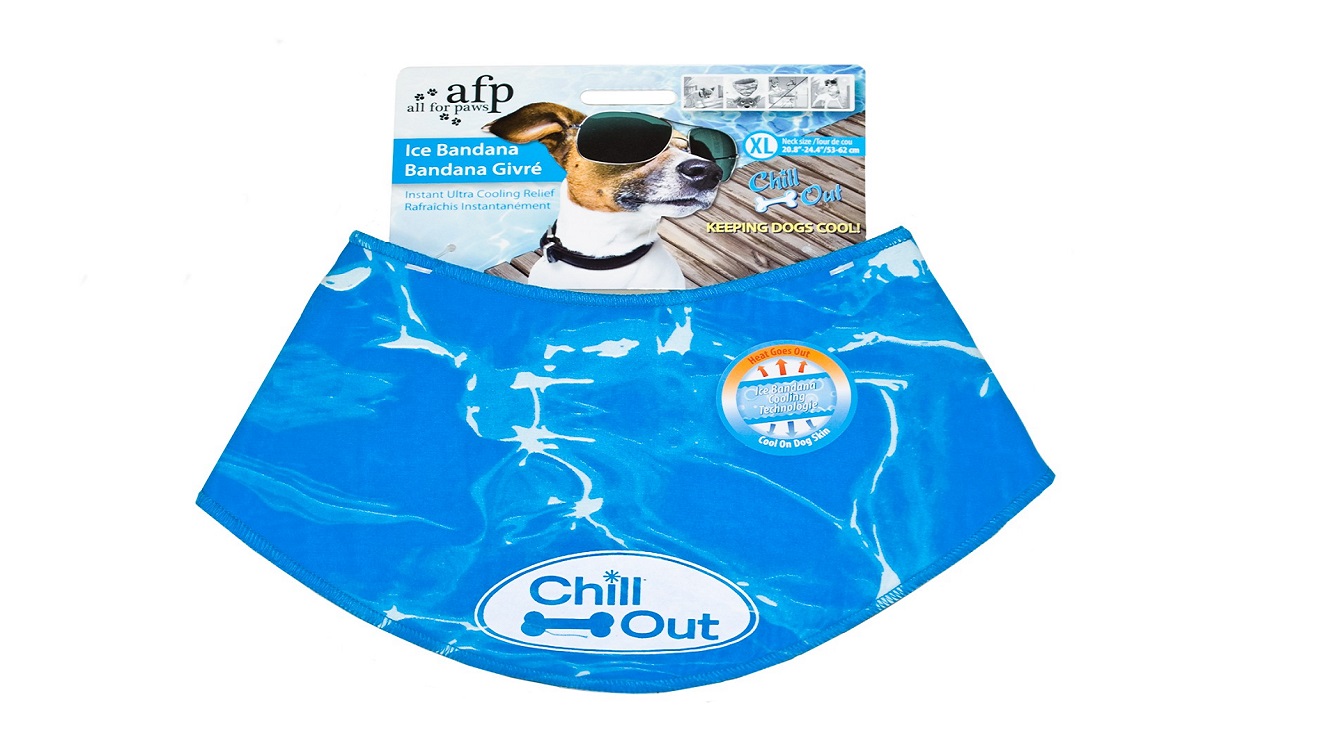 afp
all for paws
Ice Bandana
Bandana Givré
Instant Ultra Cooling Relief
Rafraîchis Instantanément
XL
Neck size /Tour de cou
20.8"-24.4"/53-62 cm
Chill
Out
KEEPING DOGS COOL!
Heat Goes Out
Ice Bandana
Cooling
Technologie
Cool On Dog Skin
Chill
Out